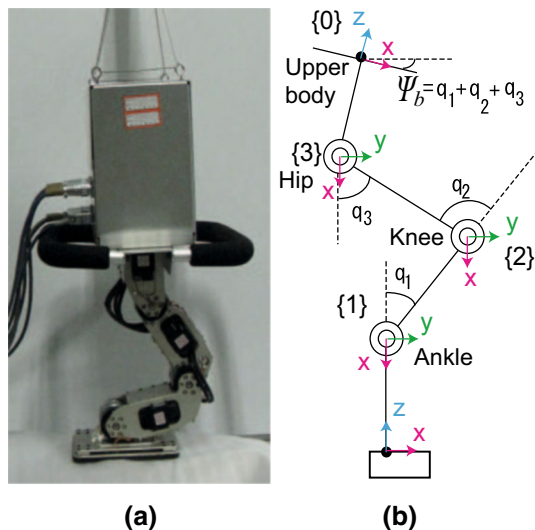 {0}
z
x
Upper
body
Ψb=q1+q2+q3
{3}
y
Hip
x
q3
q2
Knee
y
{2}
x
q1
{1}
y
Ankle
x
z
x
(a)
(b)